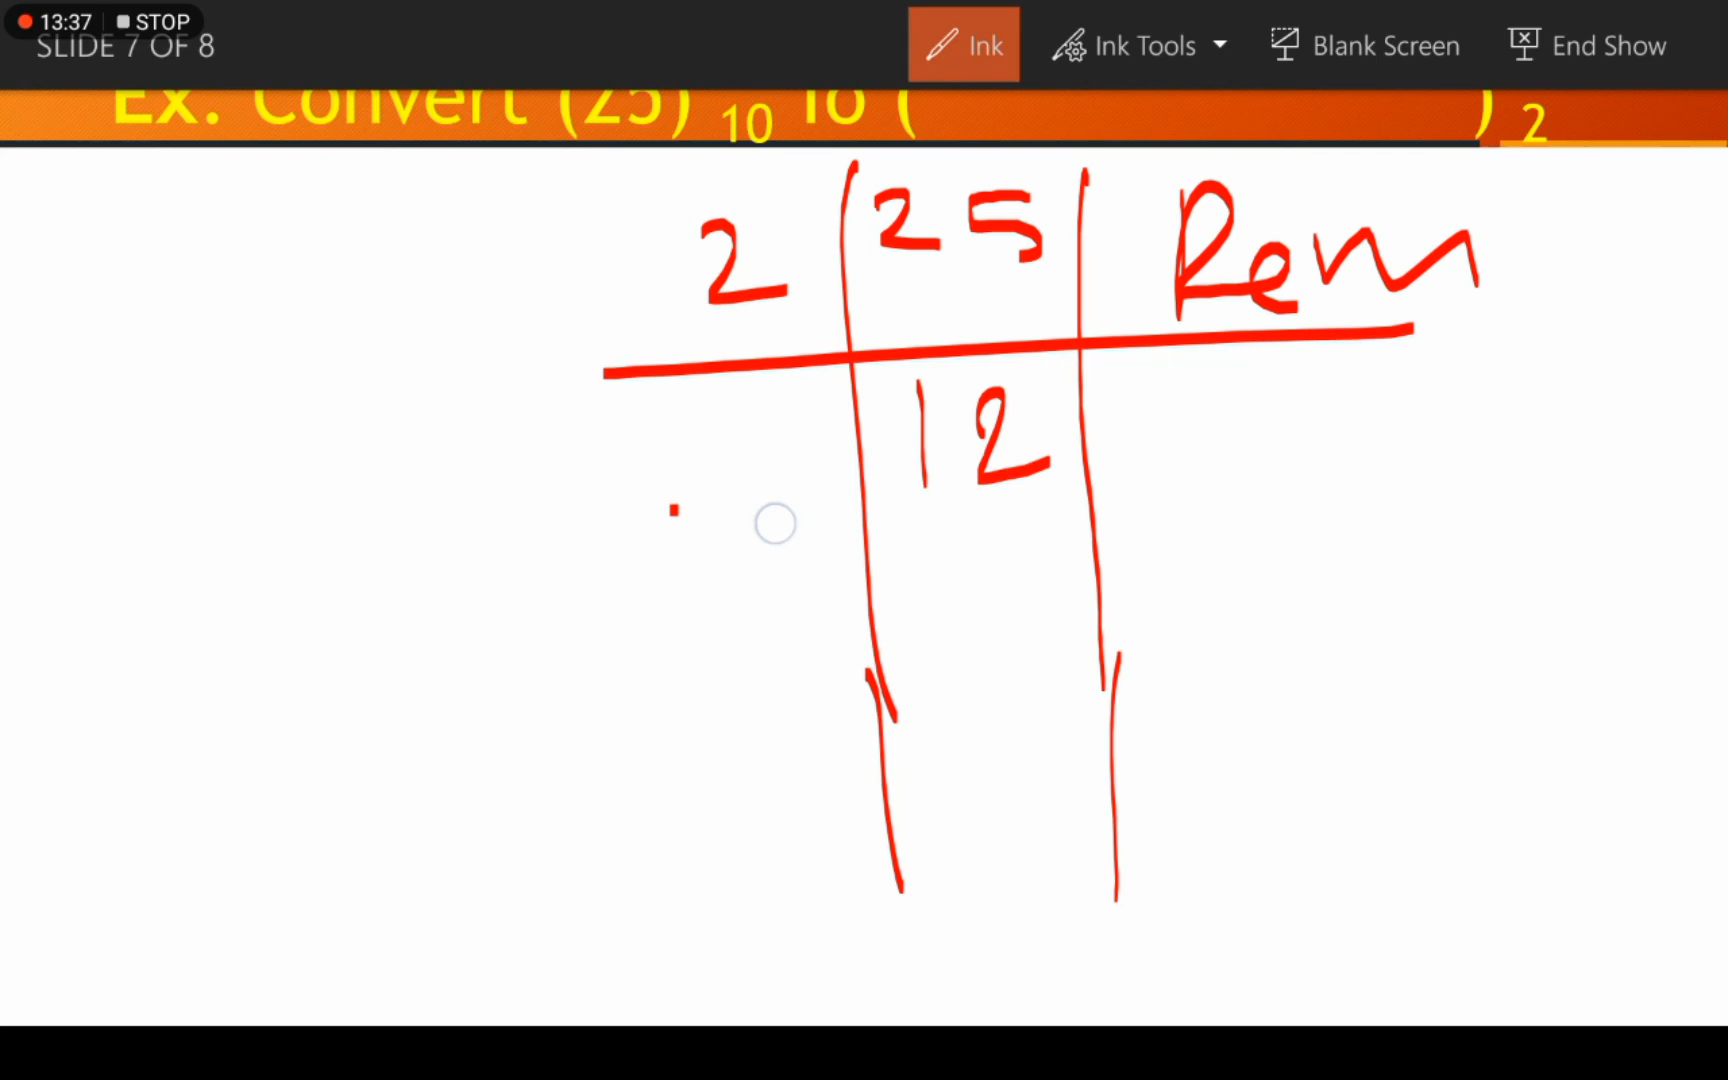 13:37 STOP
SLIDE 7 OF 8
Ink
Ink Tools
Blank Screen
End Show
Ex. Convert (25) 10 To ( ) 2
2 25 Rem
12